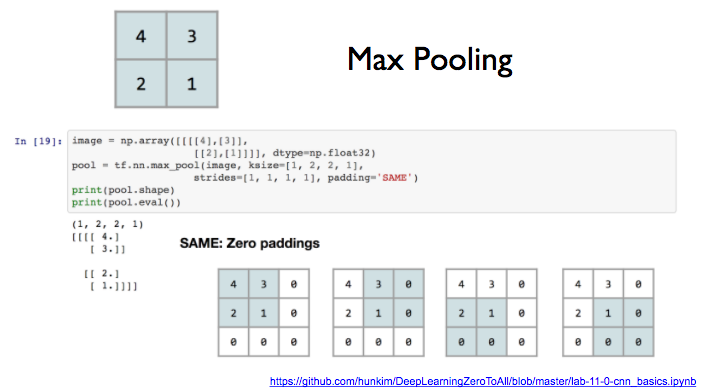 4 3
2 1
Max Pooling
In [19]: image = np.array([[[[4],[3]],
[[2],[1]]]], dtype=np.float32)
pool = tf.nn.max_pool(image, ksize=[1, 2, 2, 1],
strides=[1, 1, 1, 1], padding='SAME')
print(pool.shape)
print(pool.eval())
(1, 2, 2, 1)
[[[[ 4.]
[ 3.]]
[[ 2.]
[ 1.]]]]
SAME: Zero paddings
4 3 0
2 1 0
0 0 0
4 3 0
2 1 0
0 0 0
4 3 0
2 1 0
0 0 0
4 3 0
2 1 0
0 0 0
https://github.com/hunkim/DeepLearningZeroToAll/blob/master/lab-11-0-cnn_basics.ipynb